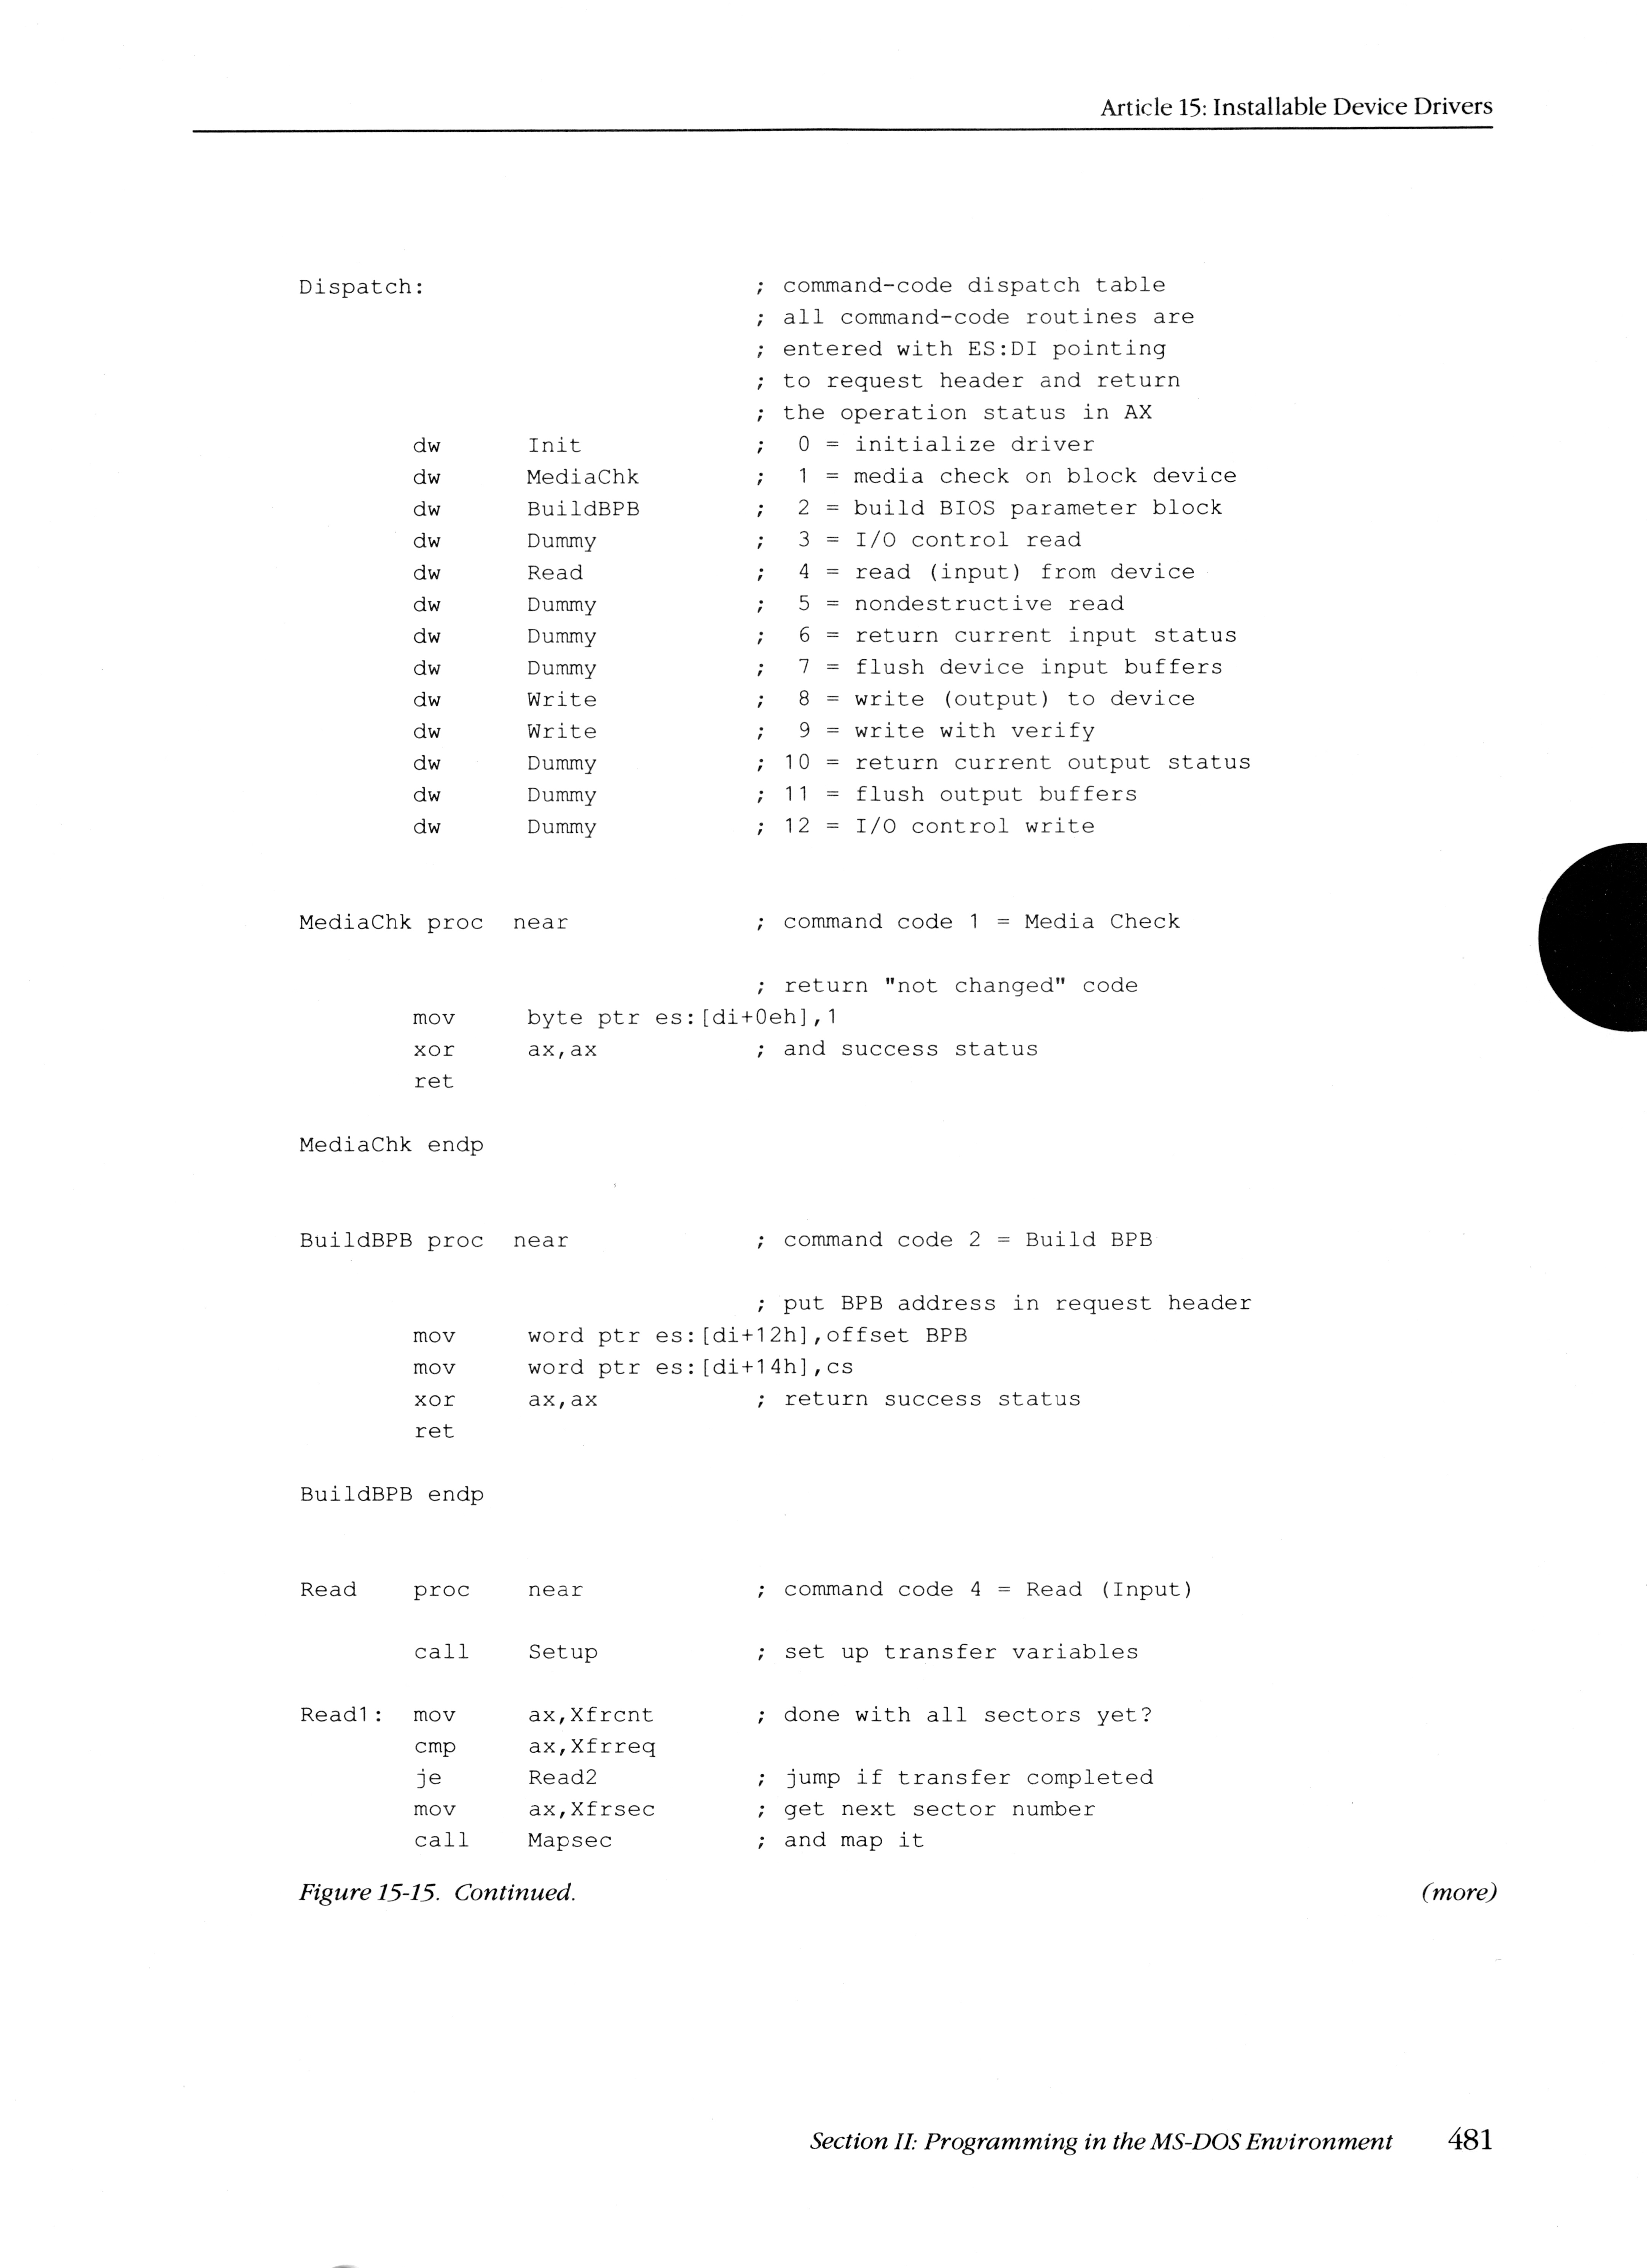 Article 15: Installable Device Drivers
Dispatch:                       ; command-code dispatch table
                                ; all command-code routines are
                                ; entered with ES:DI pointing
                                ; to request header and return
                                ; the operation status in AX
        dw      Init            ;  0 = initialize driver
        dw      MediaChk        ;  1 = media check on block device
        dw      BuildBPB        ;  2 = build BIOS parameter block
        dw      Dummy           ;  3 = I/O control read
        dw      Read            ;  4 = read (input) from device
        dw      Dummy           ;  5 = nondestructive read
        dw      Dummy           ;  6 = return current input status
        dw      Dummy           ;  7 = flush device input buffers
        dw      Write           ;  8 = write (output) to device
        dw      Write           ;  9 = write with verify
        dw      Dummy           ; 10 = return current output status
        dw      Dummy           ; 11 = flush output buffers
        dw      Dummy           ; 12 = I/O control write
MediaChk proc  near             ; command code 1 = Media Check
                                ; return "not changed" code
        mov     byte ptr es:[di+0eh],1
        xor     ax,ax           ; and success status
        ret
MediaChk endp
BuildBPB proc  near             ; command code 2 = Build BPB
                                ; put BPB address in request header
        mov     word ptr es:[di+12h],offset BPB
        mov     word ptr es:[di+14h],cs
        xor     ax,ax           ; return success status
        ret
BuildBPB endp
Read    proc    near            ; command code 4 = Read (Input)
        call    Setup           ; set up transfer variables
Read1:  mov     ax,Xfrcnt       ; done with all sectors yet?
        cmp     ax,Xfrreq
        je      Read2           ; jump if transfer completed
        mov     ax,Xfrsec       ; get next sector number
        call    Mapsec          ; and map it
Figure 15-15. Continued. (more)
Section II: Programming in the MS-DOS Environment 481